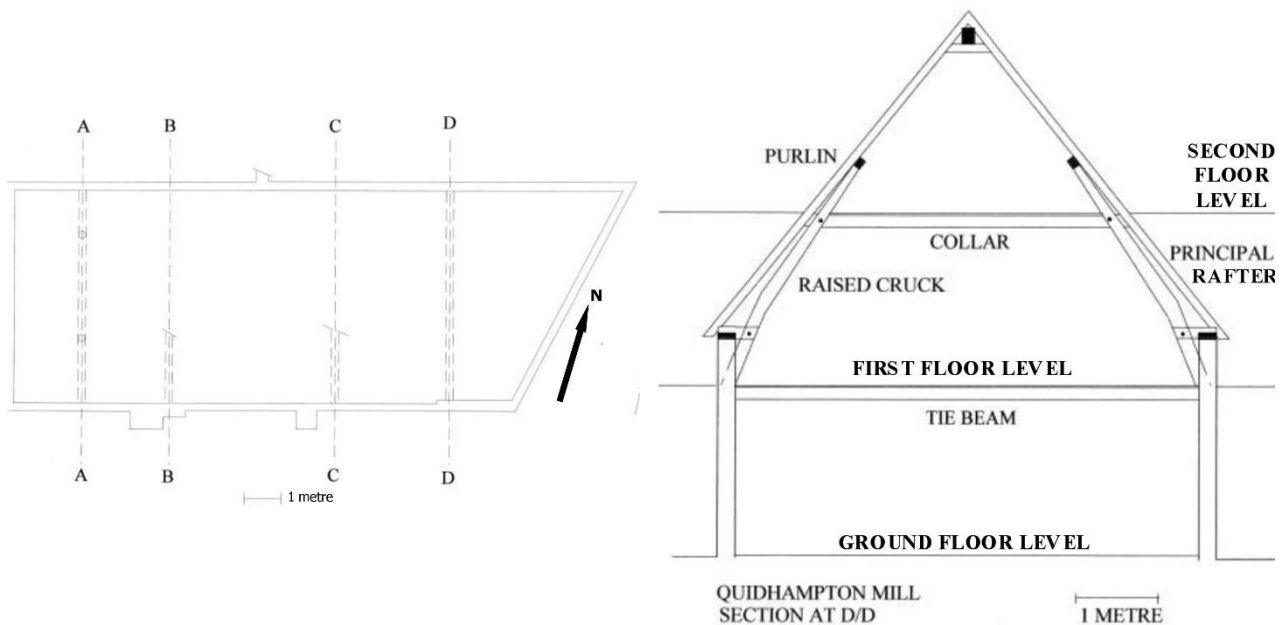 A
B
C
D
N
A
B
C
D
1 metre
PURLIN
SECOND
FLOOR
LEVEL
COLLAR
PRINCIPAL
RAFTER
RAISED CRUCK
FIRST FLOOR LEVEL
TIE BEAM
GROUND FLOOR LEVEL
QUIDHAMPTON MILL
SECTION AT D/D
1 METRE